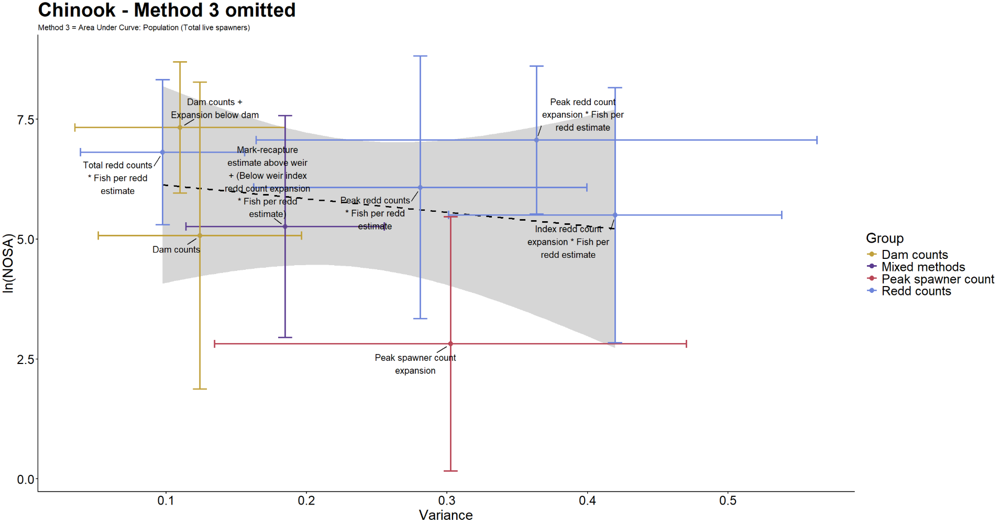 Chinook - Method 3 omitted
Method 3 = Area Under Curve: Population (Total live spawners)
ln(NOSA)
7.5
5.0
2.5
0.0
Dam counts +
Expansion below dam
Peak redd count
expansion * Fish per
redd estimate
Mark-recapture
estimate above weir
+ (Below weir index
redd count expansion
* Fish per redd
estimate)
Total redd counts
* Fish per redd
estimate
Peak redd counts
* Fish per redd
estimate
Index redd count
expansion * Fish per
redd estimate
Dam counts
Peak spawner count
expansion
0.1
0.2
0.3
0.4
0.5
Variance
Group
Dam counts
Mixed methods
Peak spawner count
Redd counts